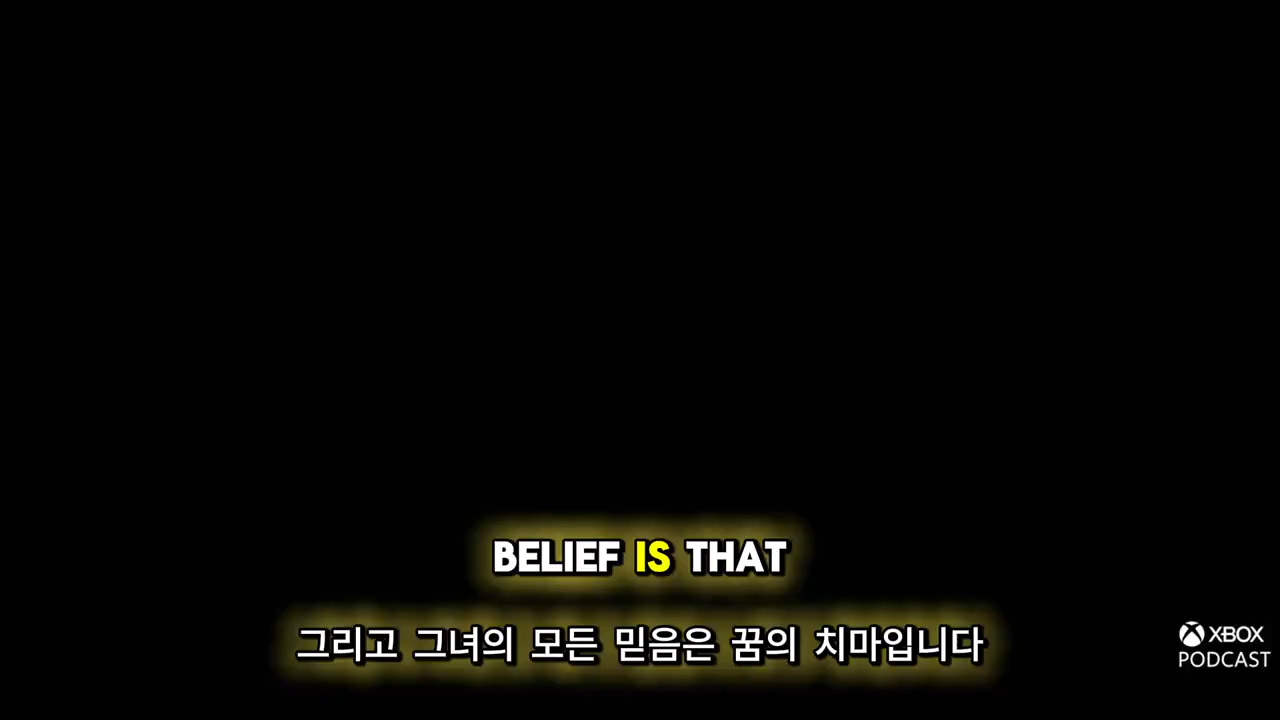 BELIEF IS THAT
그리고 그녀의 모든 믿음은 꿈의 치마입니다
XBOX
PODCAST